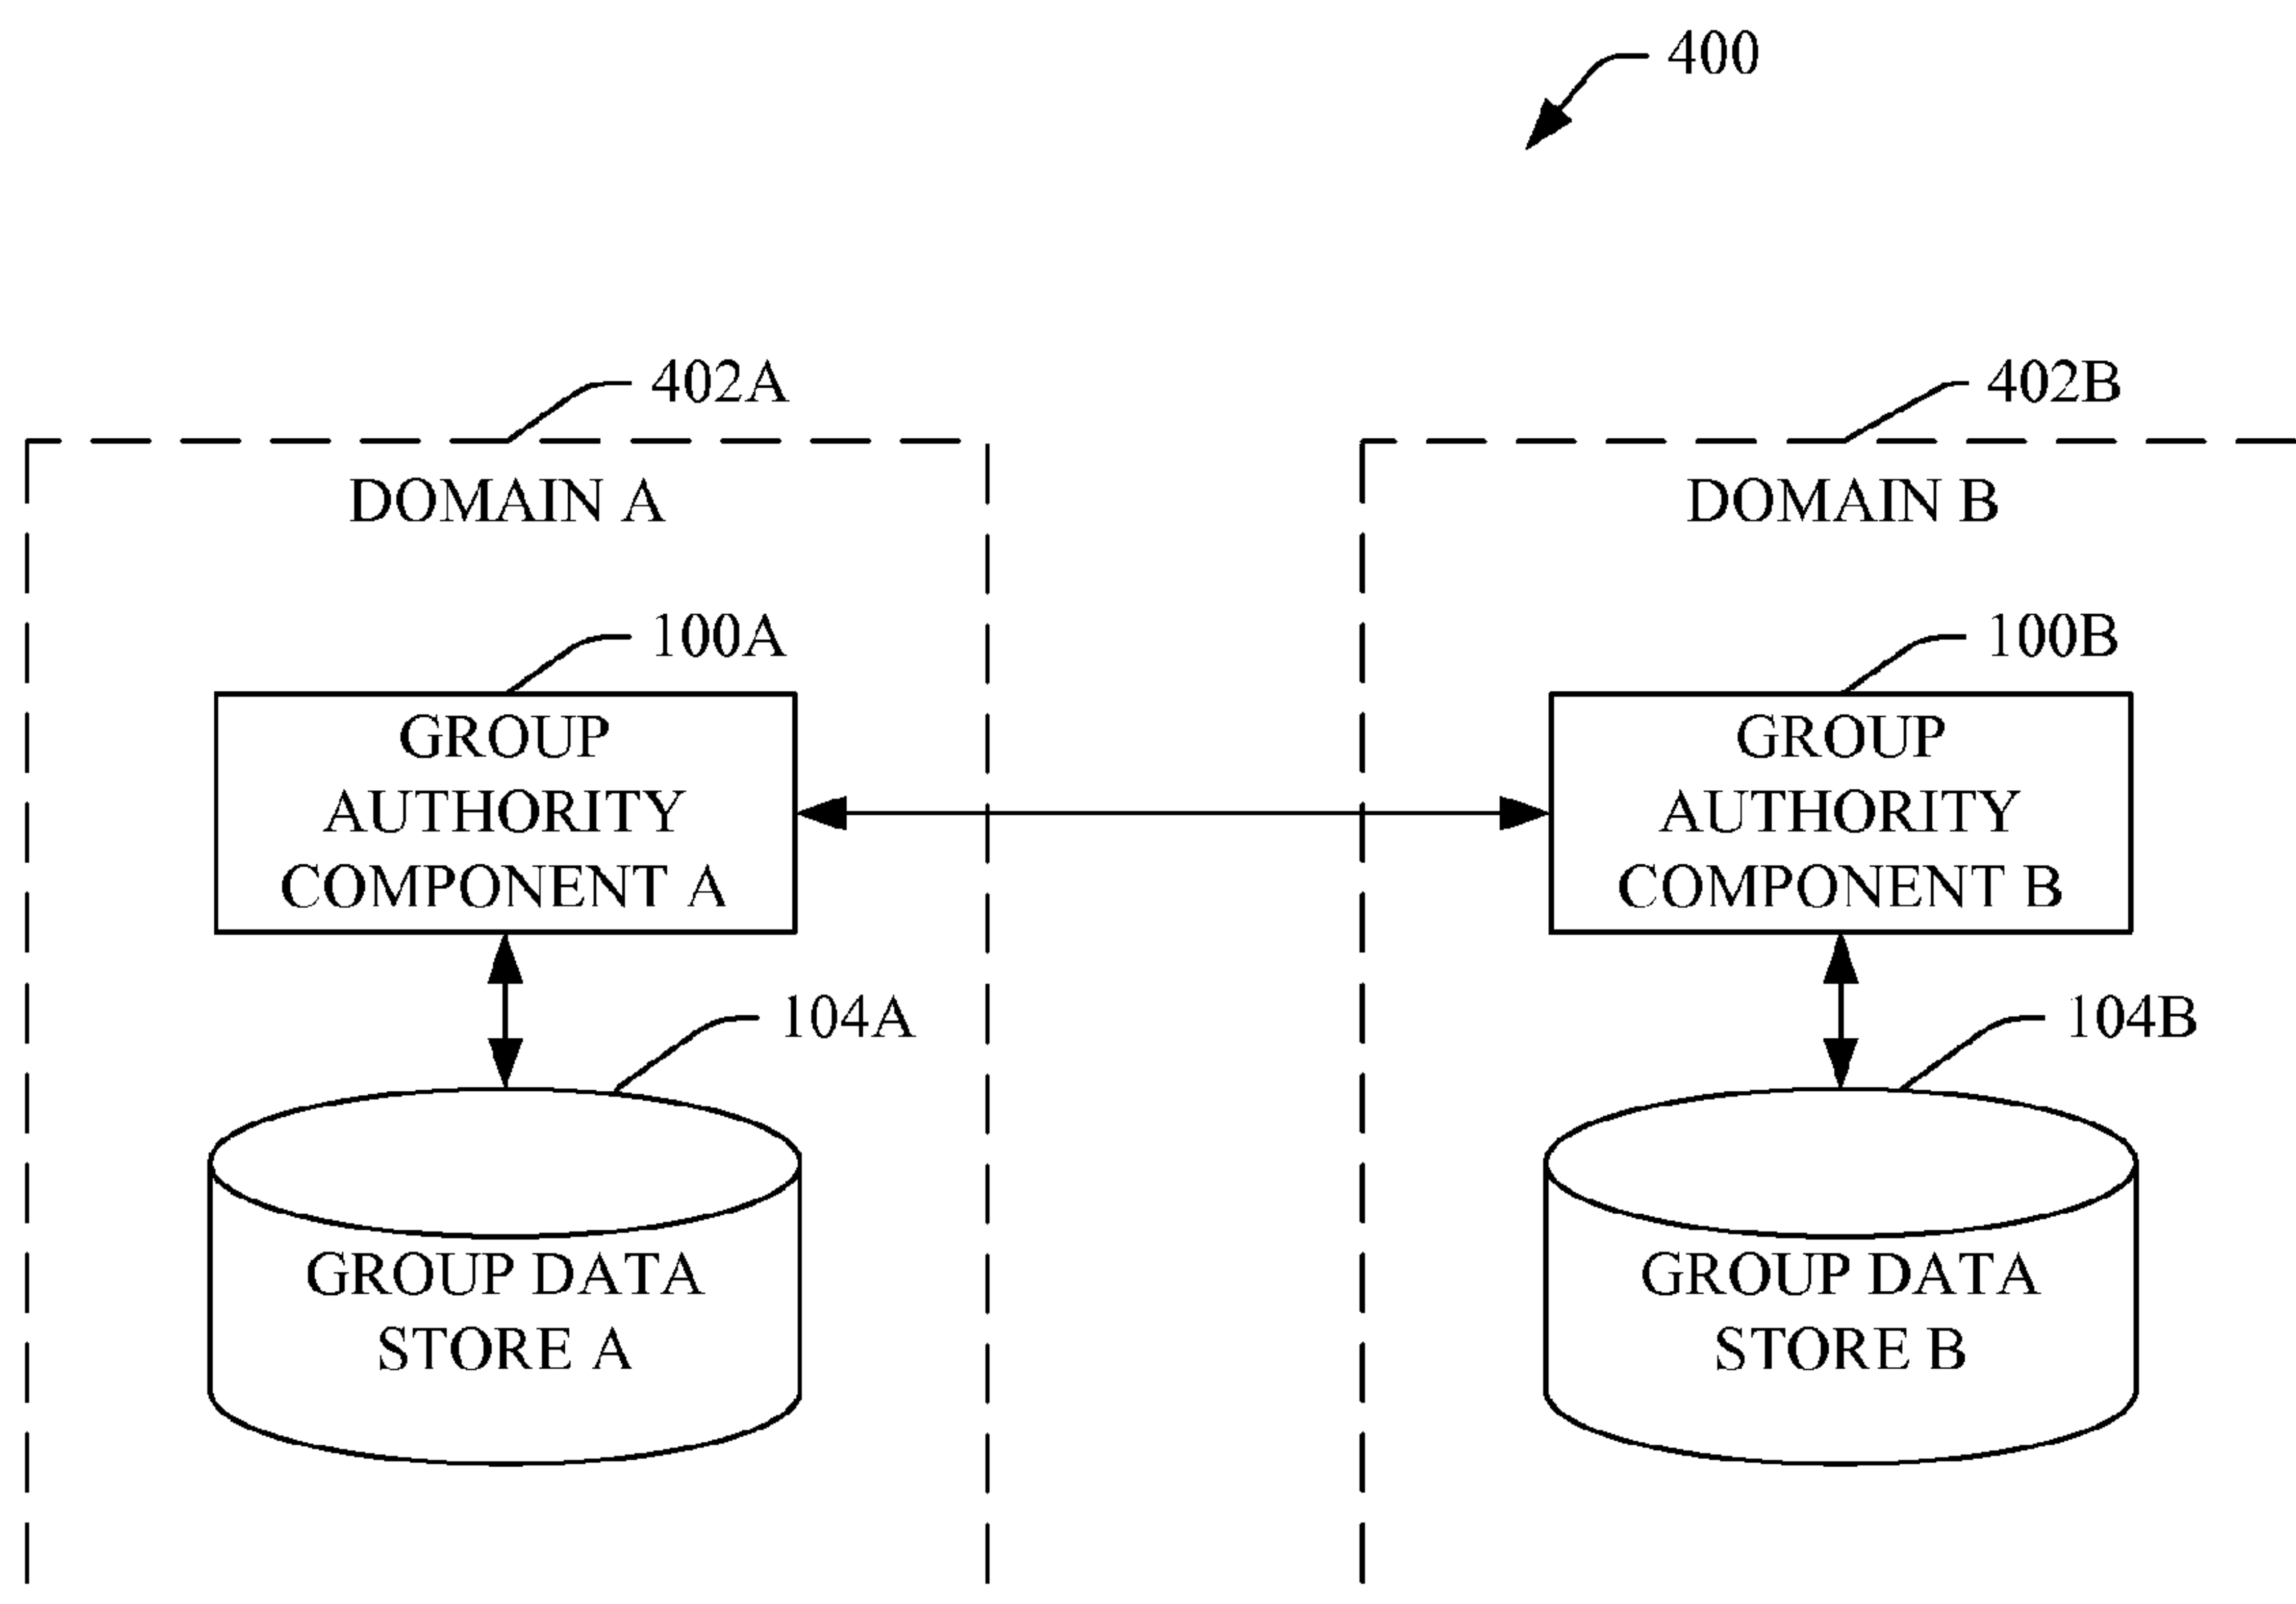 400
402A
402B
DOMAIN A
DOMAIN B
100A
100B
GROUP
AUTHORITY
COMPONENT A
GROUP
AUTHORITY
COMPONENT B
104A
104B
GROUP DATA
STORE A
GROUP DATA
STORE B